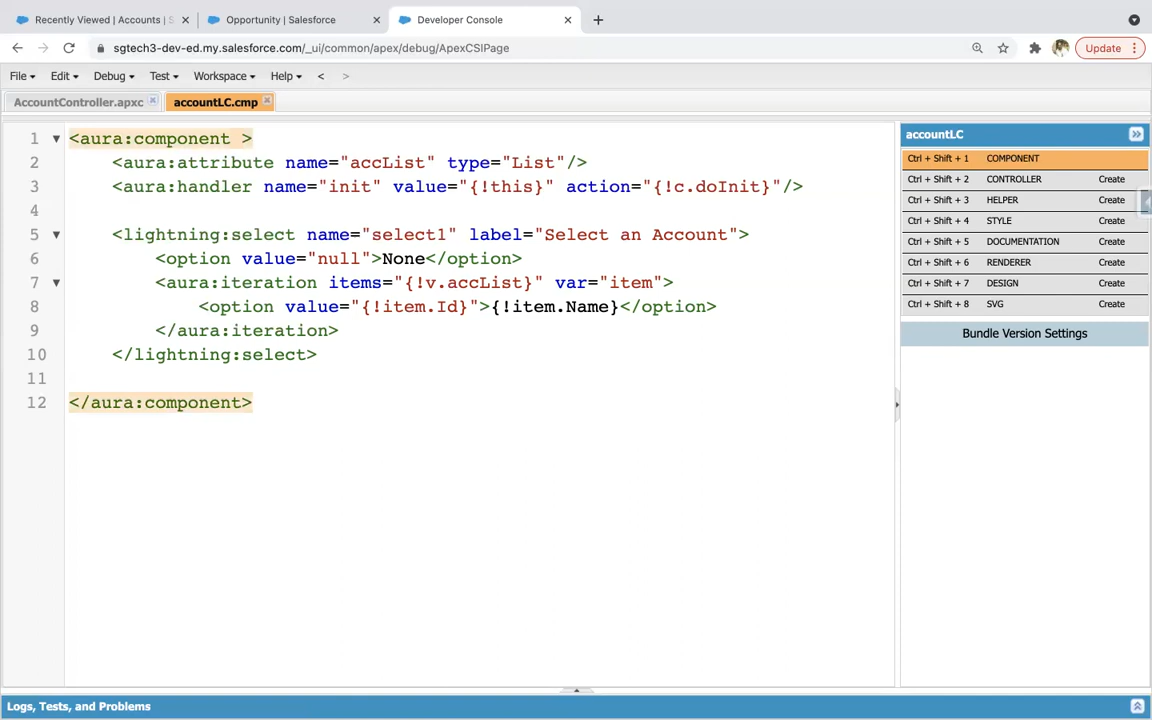 Recently Viewed | Accounts | S
Opportunity | Salesforce
Developer Console
sgtech3-dev-ed.my.salesforce.com/_ui/common/apex/debug/ApexCSIPage
Update
File Edit Debug Test Workspace Help < >
AccountController.apxc accountLC.cmp
1 <aura:component >
2 <aura:attribute name="accList" type="List"/>
3 <aura:handler name="init" value="{!this}" action="{!c.doInit}"/>
4
5 <lightning:select name="select1" label="Select an Account">
6 <option value="null">None</option>
7 <aura:iteration items="{!v.accList}" var="item">
8 <option value="{!item.Id}">{!item.Name}</option>
9 </aura:iteration>
10 </lightning:select>
11
12 </aura:component>
accountLC
Ctrl + Shift + 1 COMPONENT
Ctrl + Shift + 2 CONTROLLER Create
Ctrl + Shift + 3 HELPER Create
Ctrl + Shift + 4 STYLE Create
Ctrl + Shift + 5 DOCUMENTATION Create
Ctrl + Shift + 6 RENDERER Create
Ctrl + Shift + 7 DESIGN Create
Ctrl + Shift + 8 SVG Create
Bundle Version Settings
Logs, Tests, and Problems